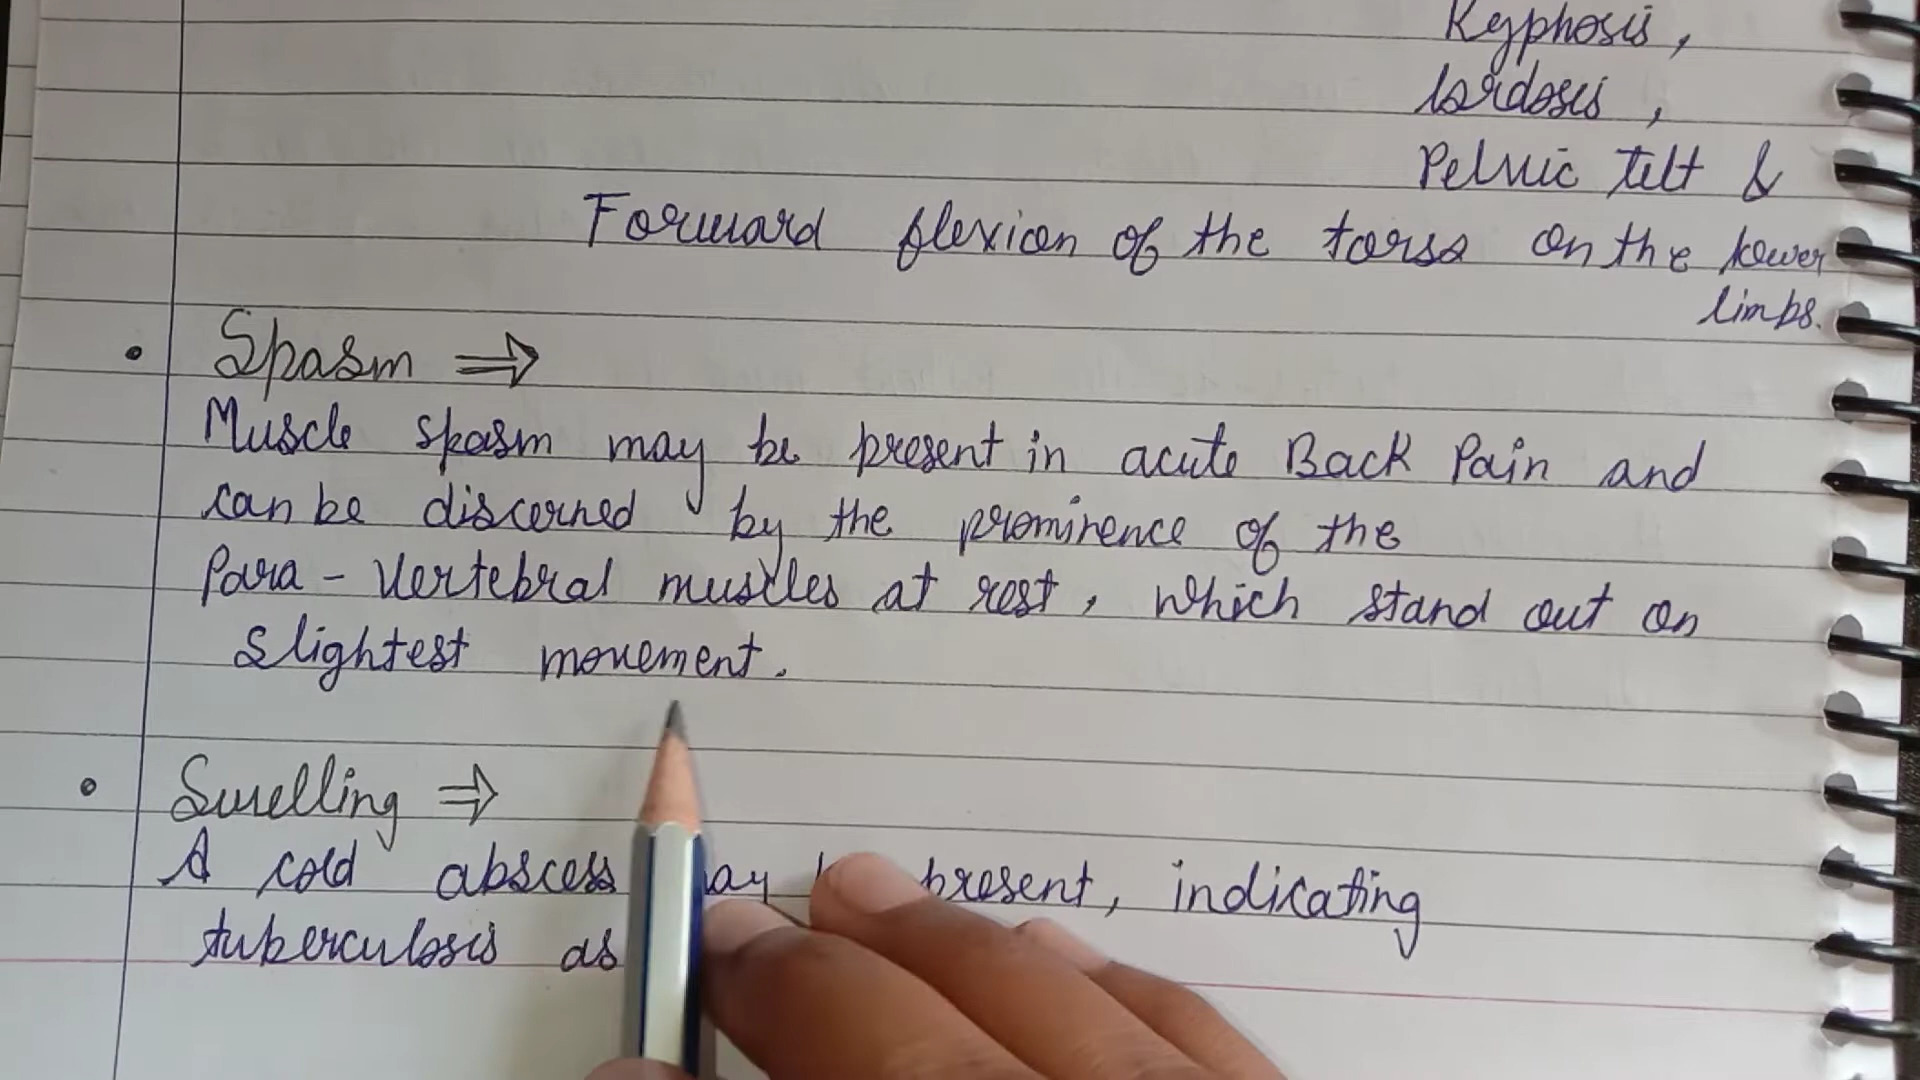 Kyphosis,
lordosis,
Pelvic tilt &
Forward flexion of the torso on the lower
limbs.
• Spasm ⇒
Muscle spasm may be present in acute Back Pain and
can be discerned by the prominence of the
Para - Vertebral muscles at rest, which stand out on
slightest movement.
• Swelling ⇒
A cold abscess may present, indicating
tuberculosis as